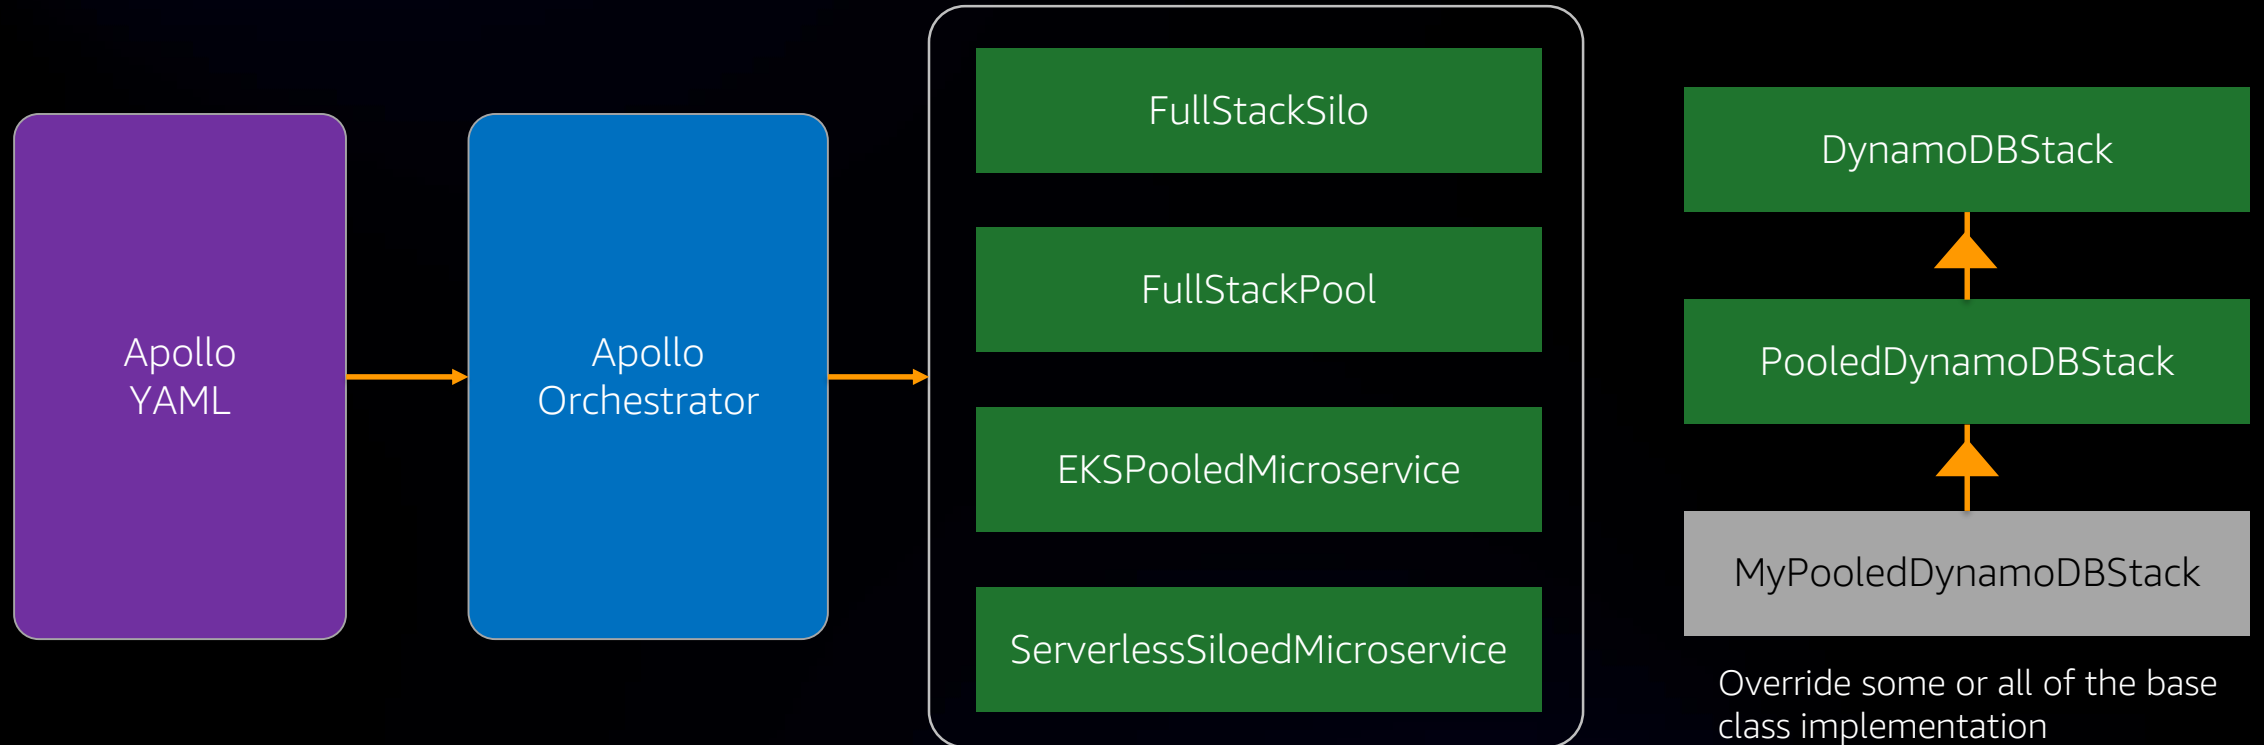 Apollo
YAML
Apollo
Orchestrator
FullStackSilo
FullStackPool
EKSPooledMicroservice
ServerlessSiloedMicroservice
DynamoDBStack
PooledDynamoDBStack
MyPooledDynamoDBStack
Override some or all of the base
class implementation